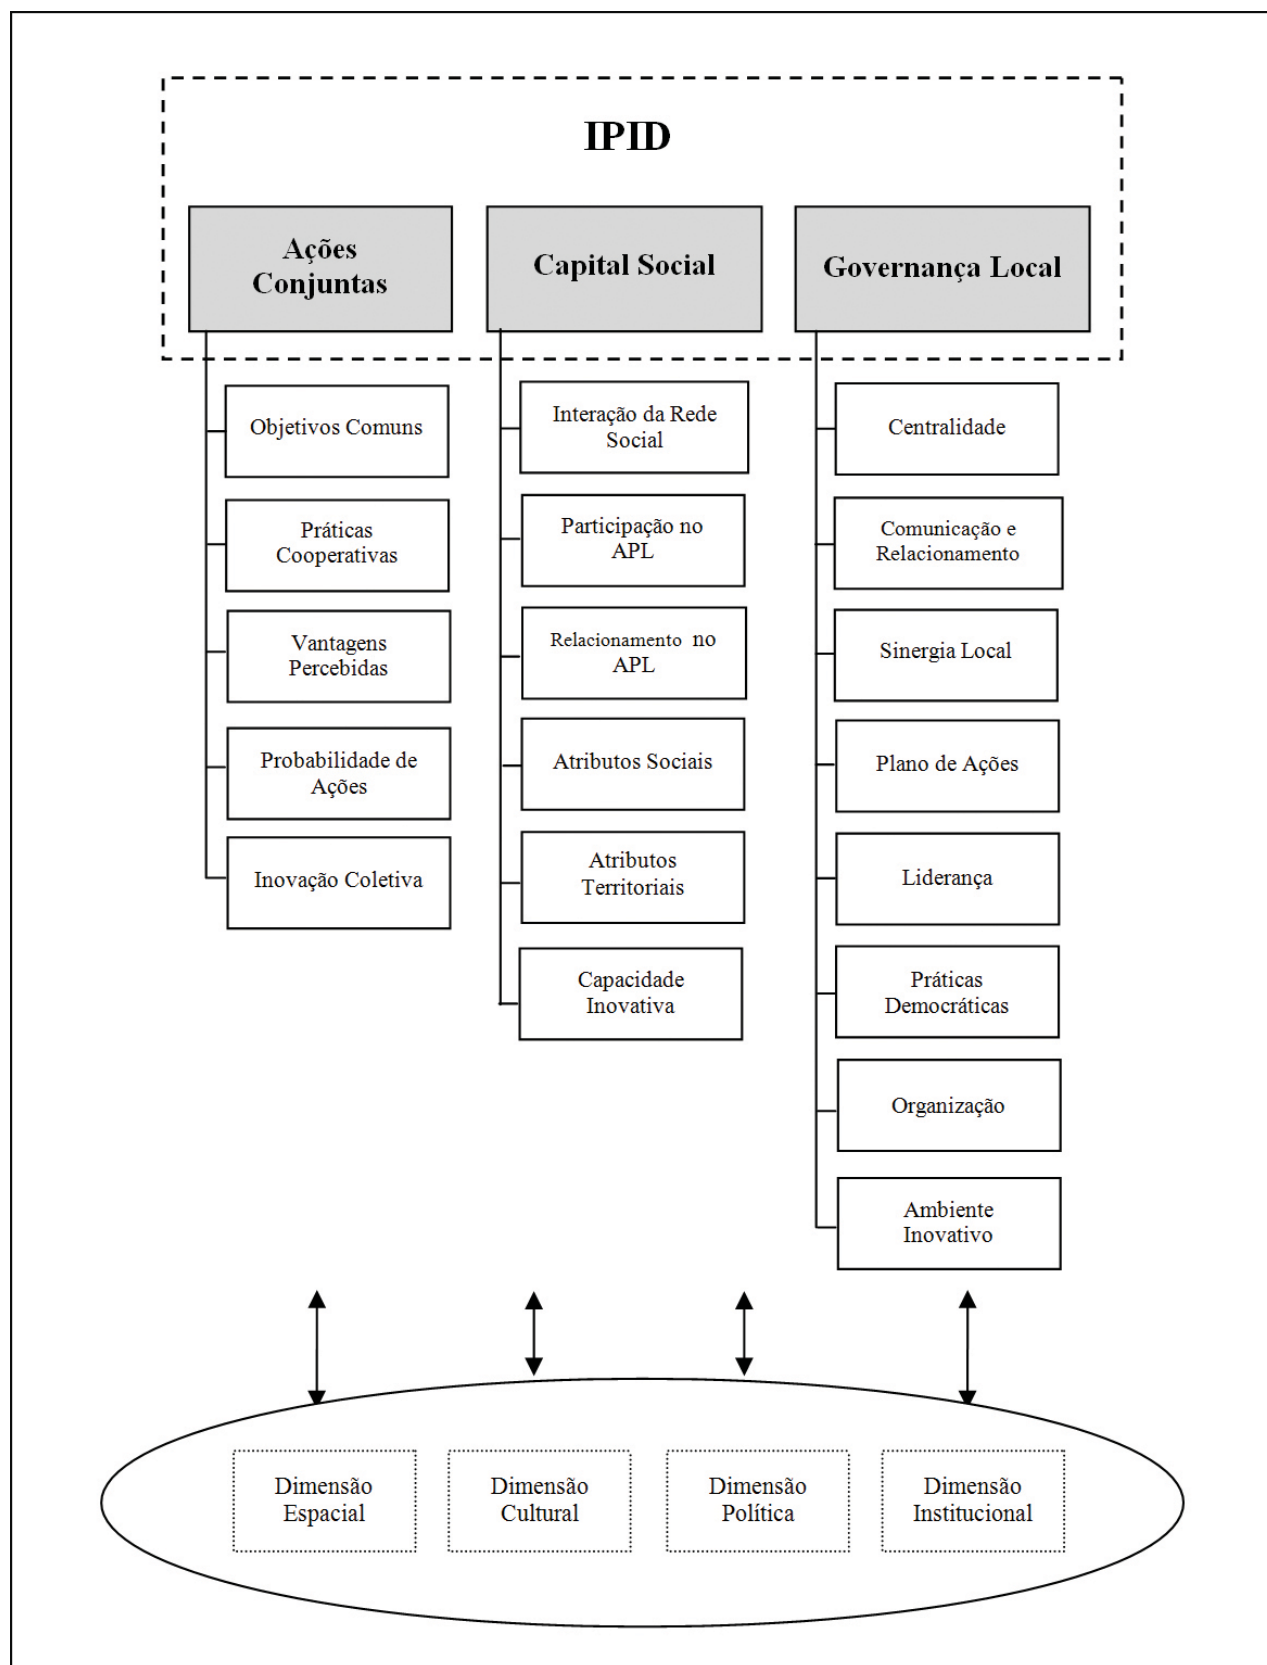 IPID
Ações
Conjuntas
Capital Social
Governança Local
Objetivos Comuns
Práticas
Cooperativas
Vantagens
Percebidas
Probabilidade de
Ações
Inovação Coletiva
Interação da Rede
Social
Participação no
APL
Relacionamento no
APL
Atributos Sociais
Atributos
Territoriais
Capacidade
Inovativa
Centralidade
Comunicação e
Relacionamento
Sinergia Local
Plano de Ações
Liderança
Práticas
Democráticas
Organização
Ambiente
Inovativo
Dimensão
Espacial
Dimensão
Cultural
Dimensão
Política
Dimensão
Institucional